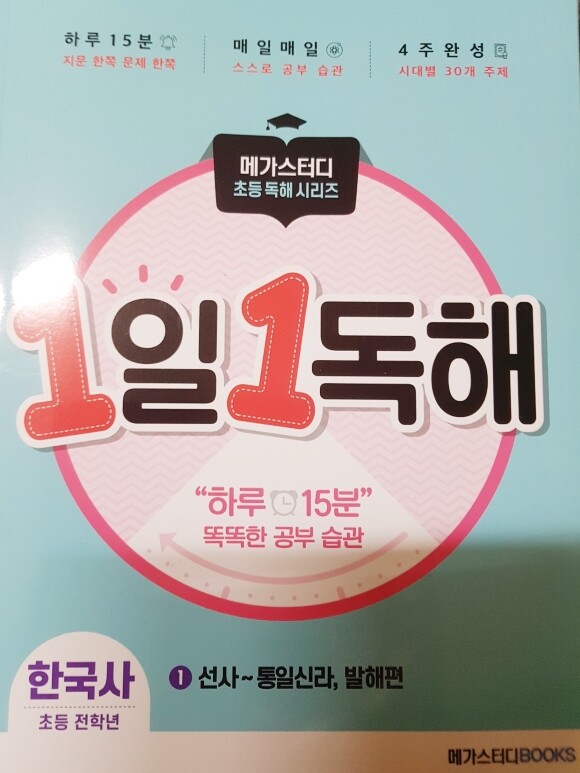 하루 15분
지문 한쪽 문제 한쪽
매일매일
스스로 공부 습관
4주완성
시대별 30개 주제
메가스터디
초등 독해 시리즈
1일1독해
“하루 15분”
똑똑한 공부 습관
한국사
초등 전학년
1 선사~통일신라, 발해편
메가스터디BOOKS